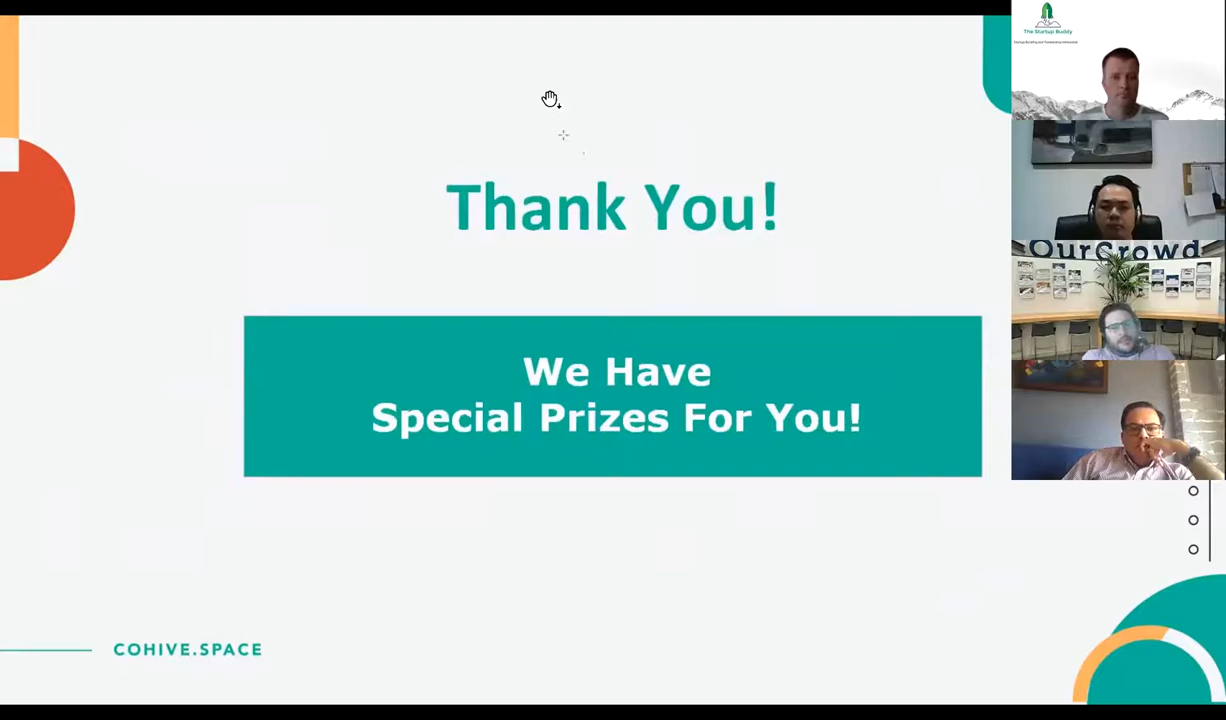 Thank You!
We Have
Special Prizes For You!
COHIVE.SPACE
The Startup Buddy
OurCrowd